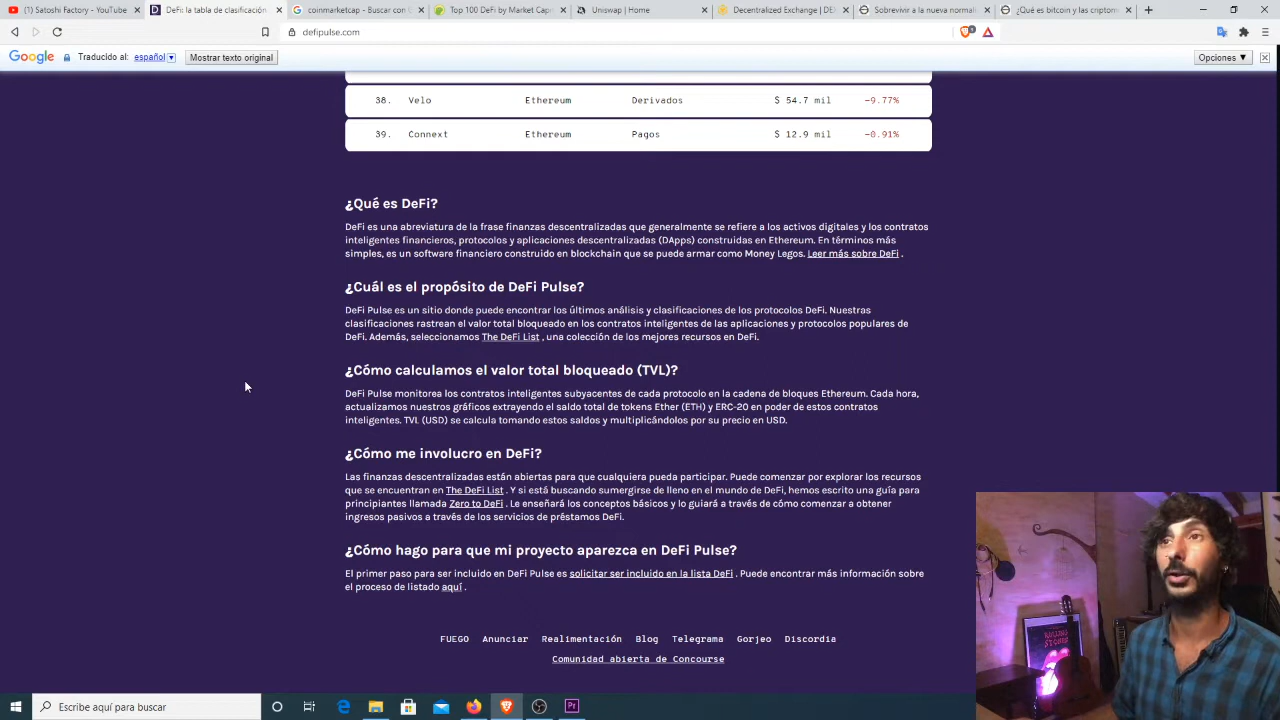 (1) Satoshi Factory - YouTube
DeFi la tabla de clasificación
coinmarketcap - Buscar con G
Top 100 DeFi by Market Capi
Uniswap | Home
Decentralized Exchange | DEX
Sobrevivir a la nueva normali
¿Qué es bitcoin y las criptom
defipulse.com
Google Traducido al: español Mostrar texto original Opciones ▼
38. Velo Ethereum Derivados $ 54.7 mil -9.77%
39. Connext Ethereum Pagos $ 12.9 mil -0.91%
¿Qué es DeFi?
DeFi es una abreviatura de la frase finanzas descentralizadas que generalmente se refiere a los activos digitales y los contratos
inteligentes financieros, protocolos y aplicaciones descentralizadas (DApps) construidas en Ethereum. En términos más
simples, es un software financiero construido en blockchain que se puede armar como Money Legos. Leer más sobre DeFi .
¿Cuál es el propósito de DeFi Pulse?
DeFi Pulse es un sitio donde puede encontrar los últimos análisis y clasificaciones de los protocolos DeFi. Nuestras
clasificaciones rastrean el valor total bloqueado en los contratos inteligentes de las aplicaciones y protocolos populares de
DeFi. Además, seleccionamos The DeFi List , una colección de los mejores recursos en DeFi.
¿Cómo calculamos el valor total bloqueado (TVL)?
DeFi Pulse monitorea los contratos inteligentes subyacentes de cada protocolo en la cadena de bloques Ethereum. Cada hora,
actualizamos nuestros gráficos extrayendo el saldo total de tokens Ether (ETH) y ERC-20 en poder de estos contratos
inteligentes. TVL (USD) se calcula tomando estos saldos y multiplicándolos por su precio en USD.
¿Cómo me involucro en DeFi?
Las finanzas descentralizadas están abiertas para que cualquiera pueda participar. Puede comenzar por explorar los recursos
que se encuentran en The DeFi List . Y si está buscando sumergirse de lleno en el mundo de DeFi, hemos escrito una guía para
principiantes llamada Zero to DeFi . Le enseñará los conceptos básicos y lo guiará a través de cómo comenzar a obtener
ingresos pasivos a través de los servicios de préstamos DeFi.
¿Cómo hago para que mi proyecto aparezca en DeFi Pulse?
El primer paso para ser incluido en DeFi Pulse es solicitar ser incluido en la lista DeFi . Puede encontrar más información sobre
el proceso de listado aquí .
FUEGO Anunciar Realimentación Blog Telegrama Gorjeo Discordia
Comunidad abierta de Concourse
ROLLING STONES
Escribe aquí para buscar